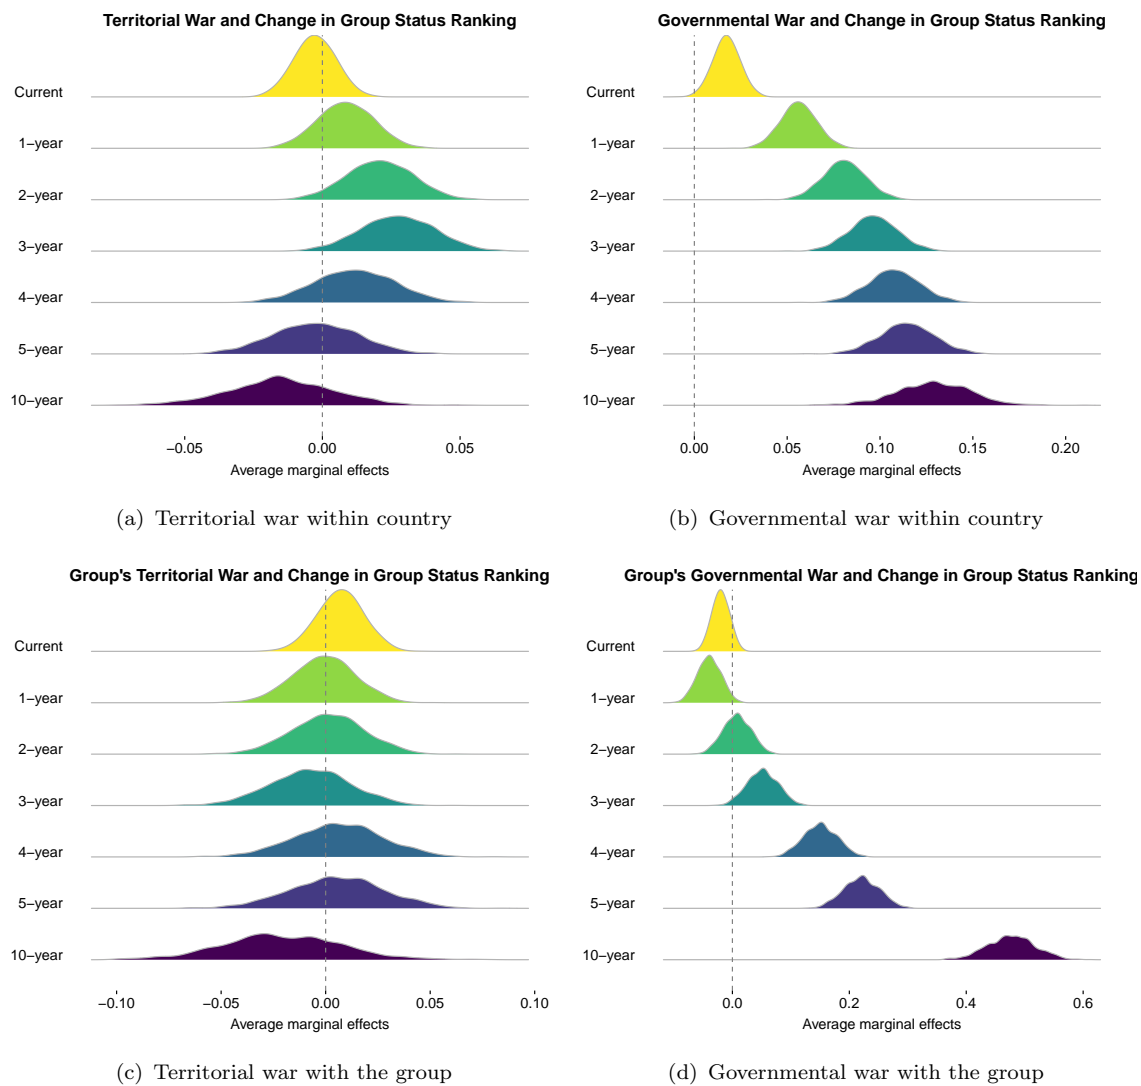 Territorial War and Change in Group Status Ranking
Current
1−year
2−year
3−year
4−year
5−year
10−year
−0.05 0.00 0.05
Average marginal effects
(a) Territorial war within country
Governmental War and Change in Group Status Ranking
Current
1−year
2−year
3−year
4−year
5−year
10−year
0.00 0.05 0.10 0.15 0.20
Average marginal effects
(b) Governmental war within country
Group's Territorial War and Change in Group Status Ranking
Current
1−year
2−year
3−year
4−year
5−year
10−year
−0.10 −0.05 0.00 0.05 0.10
Average marginal effects
(c) Territorial war with the group
Group's Governmental War and Change in Group Status Ranking
Current
1−year
2−year
3−year
4−year
5−year
10−year
0.0 0.2 0.4 0.6
Average marginal effects
(d) Governmental war with the group